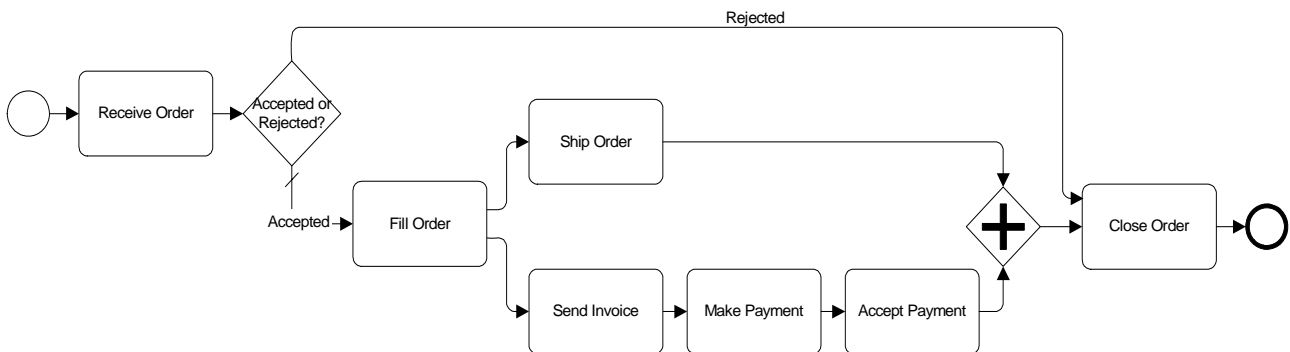 Rejected
Receive Order
Accepted or
Rejected?
Ship Order
Accepted
Fill Order
Close Order
Send Invoice
Make Payment
Accept Payment